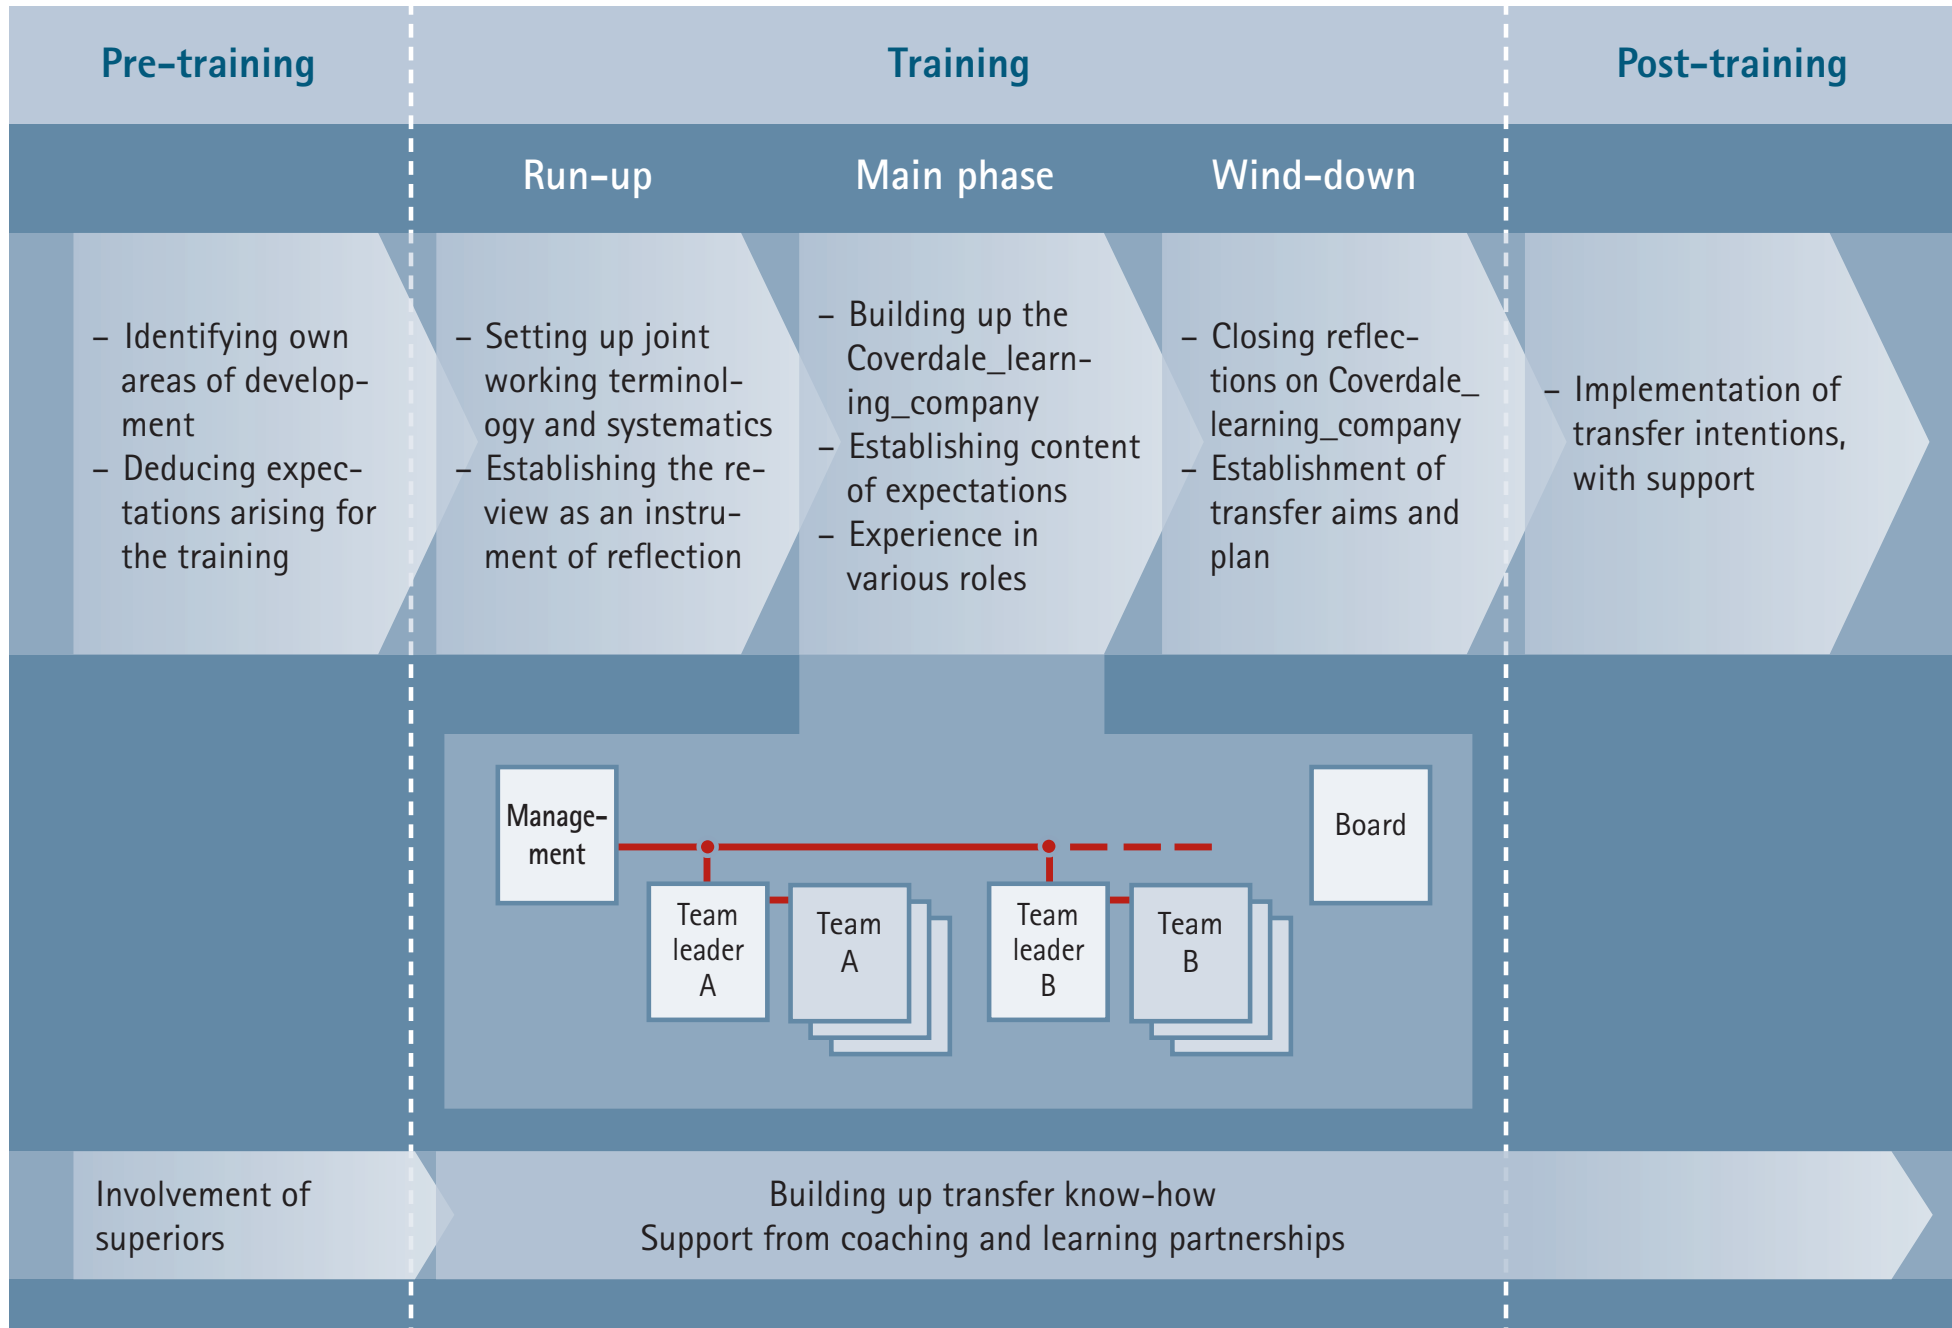 Pre-training
Training
Post-training
Run-up
Main phase
Wind-down
– Identifying own
areas of develop-
ment
– Deducing expec-
tations arising for
the training
– Setting up joint
working terminol-
ogy and systematics
– Establishing the re-
view as an instru-
ment of reflection
– Building up the
Coverdale_learn-
ing_company
– Establishing content
of expectations
– Experience in
various roles
– Closing reflec-
tions on Coverdale_
learning_company
– Establishment of
transfer aims and
plan
– Implementation of
transfer intentions,
with support
Manage-
ment
Team
leader
A
Team
A
Team
leader
B
Team
B
Board
Involvement of
superiors
Building up transfer know-how
Support from coaching and learning partnerships